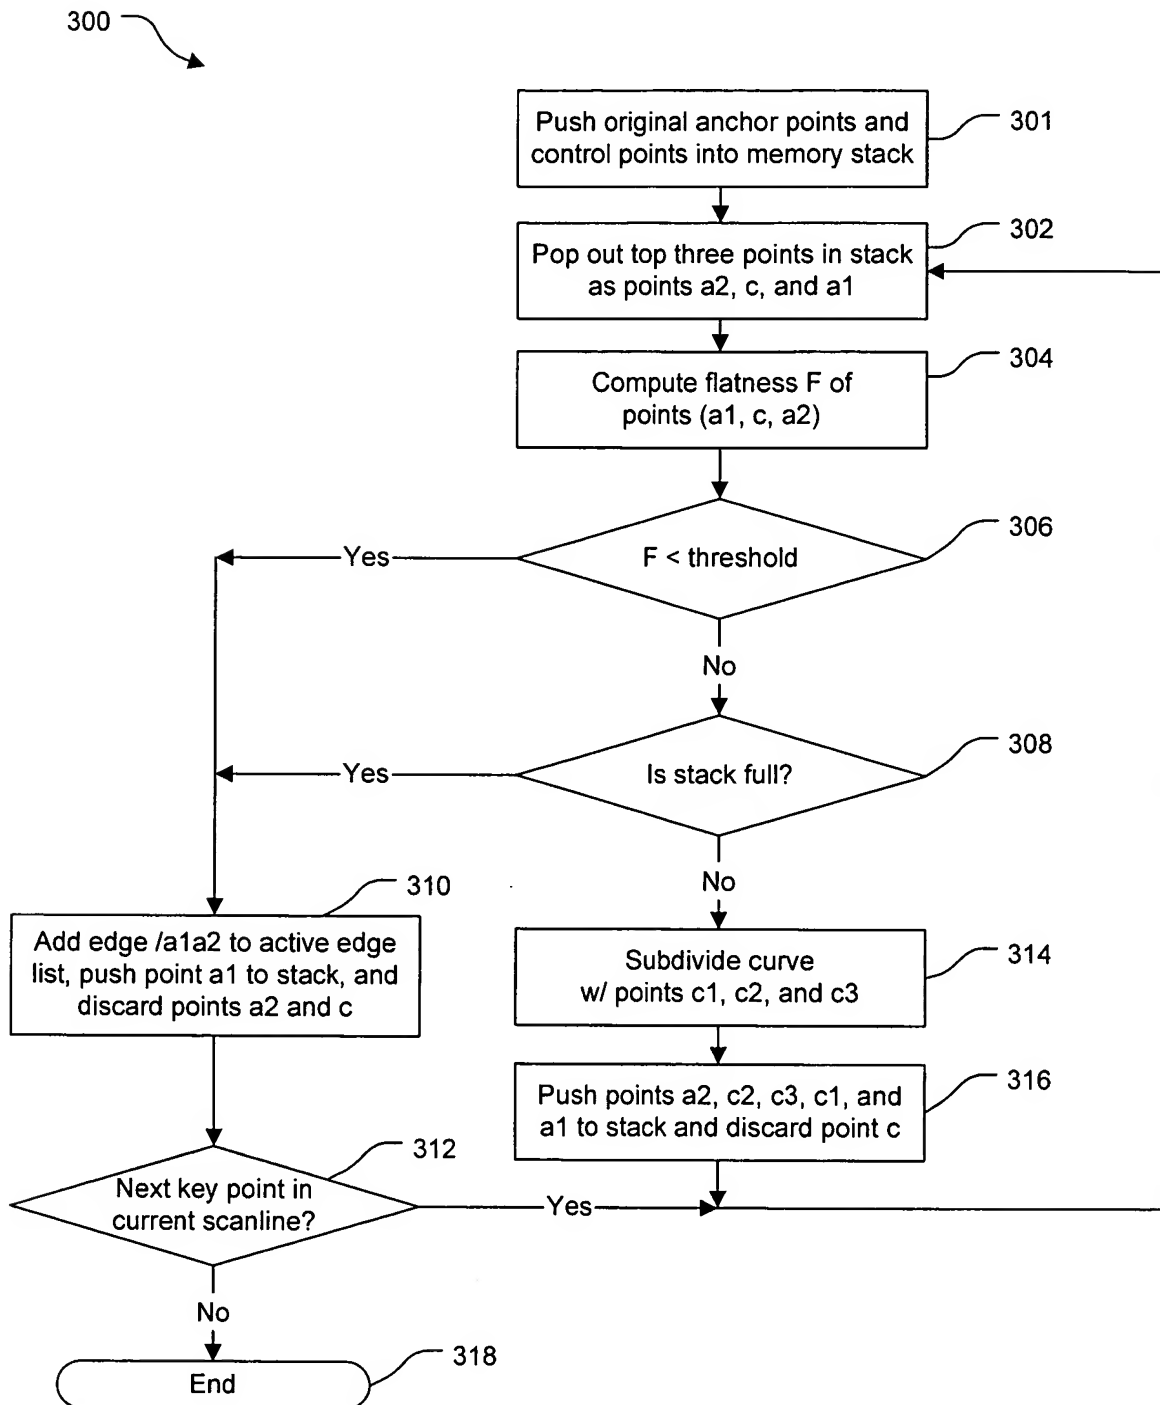 300
Push original anchor points and
control points into memory stack
301
Pop out top three points in stack
as points a2, c, and a1
302
Compute flatness F of
points (a1, c, a2)
304
F < threshold
306
Yes
No
Is stack full?
308
Yes
No
310
Add edge /a1a2 to active edge
list, push point a1 to stack, and
discard points a2 and c
Subdivide curve
w/ points c1, c2, and c3
314
Push points a2, c2, c3, c1, and
a1 to stack and discard point c
316
Next key point in
current scanline?
312
Yes
No
End
318